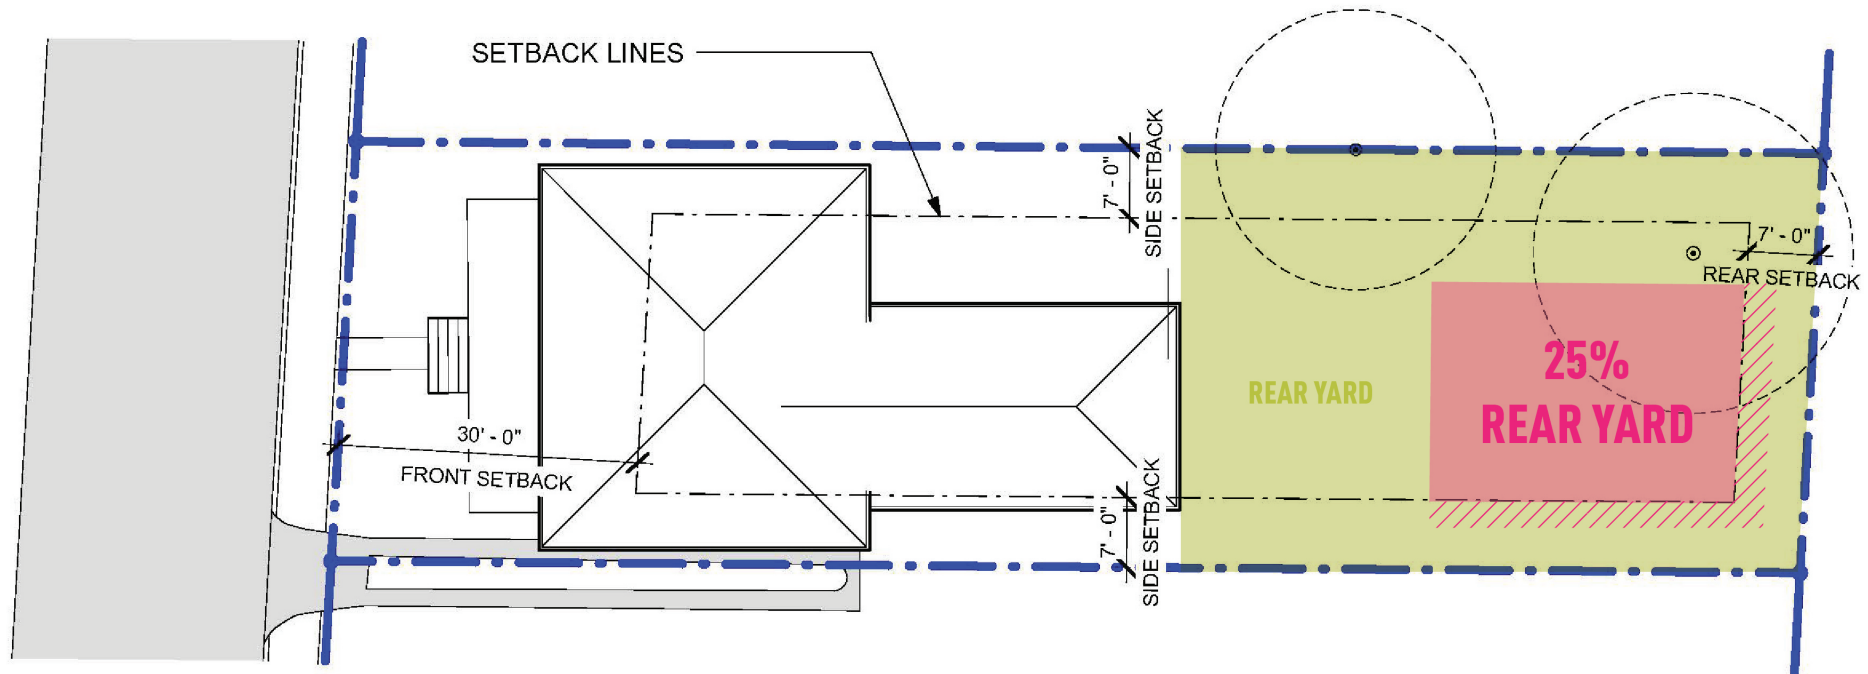 SETBACK LINES
7' - 0"
SIDE SETBACK
7' - 0"
REAR SETBACK
25%
REAR YARD
REAR YARD
30' - 0"
FRONT SETBACK
7' - 0"
SIDE SETBACK